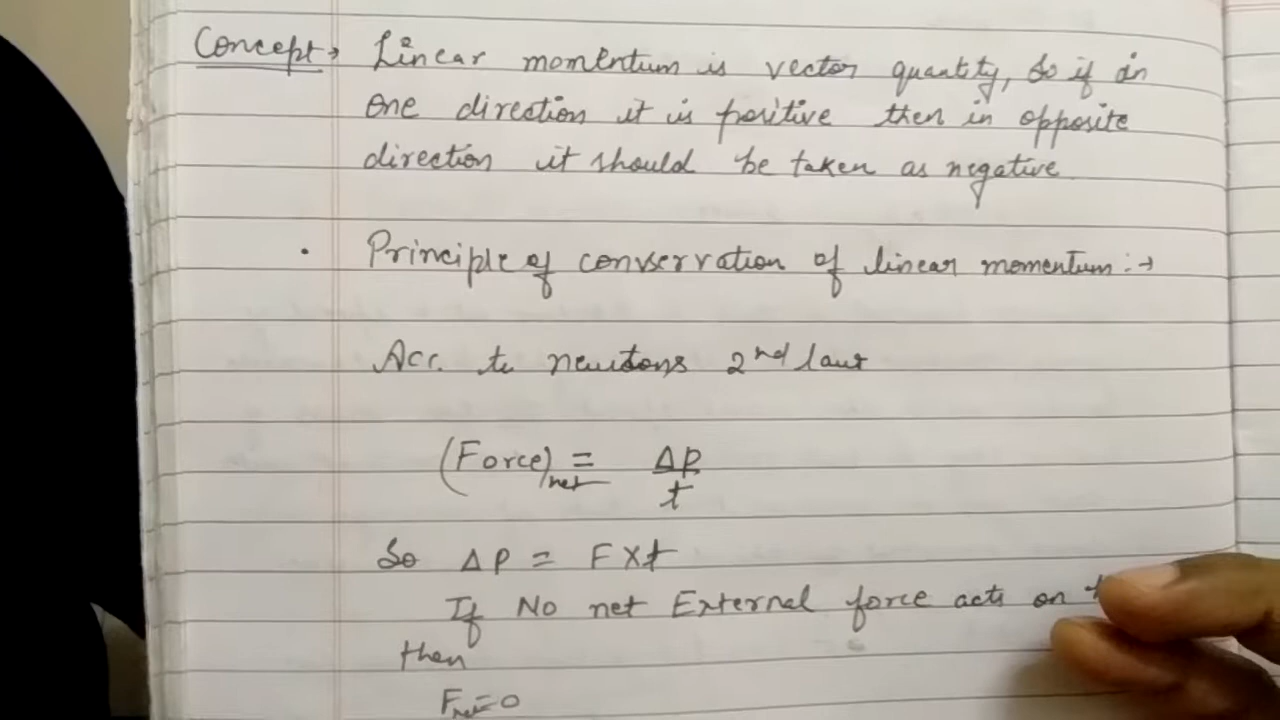 Concept → Linear momentum is vector quantity, So if in
one direction it is positive then in opposite
direction it should be taken as negative
• Principle of convservation of linear momentum :→
Acc. to newtons 2nd law
(Force)net = ΔP/t
So ΔP = F×t
If No net External force acts on
then
Fnet=0